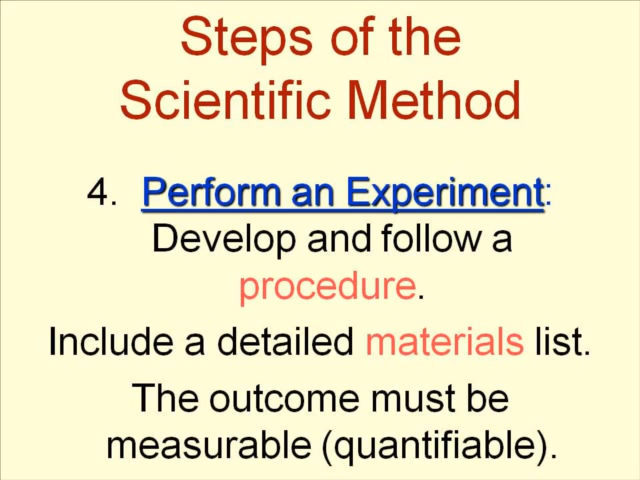 Steps of the
Scientific Method
4. Perform an Experiment:
Develop and follow a
procedure.
Include a detailed materials list.
The outcome must be
measurable (quantifiable).